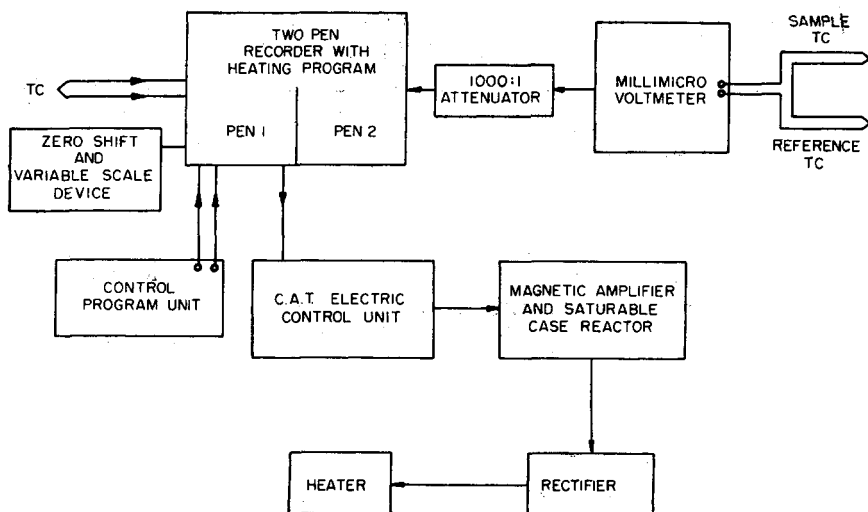 TWO PEN
RECORDER WITH
HEATING PROGRAM
PEN 1
PEN 2
TC
1000:1
ATTENUATOR
MILLIMICRO
VOLTMETER
SAMPLE
TC
REFERENCE
TC
ZERO SHIFT
AND
VARIABLE SCALE
DEVICE
CONTROL
PROGRAM UNIT
C.A.T. ELECTRIC
CONTROL UNIT
MAGNETIC AMPLIFIER
AND SATURABLE
CASE REACTOR
HEATER
RECTIFIER